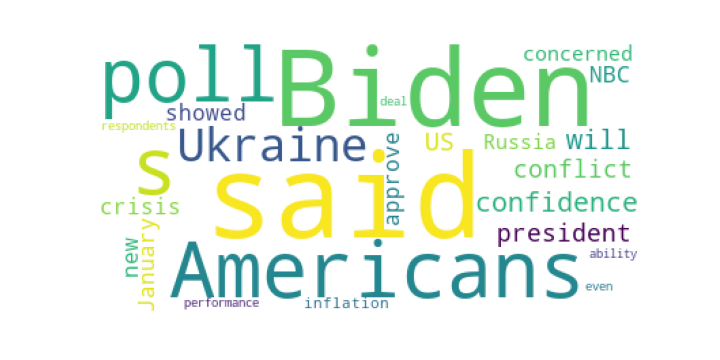 concerned
poll Biden NBC
deal
showed
respondents
Ukraine US Russia will
approve
s said conflict
crisis confidence
president
new January Americans ability
even
performance inflation